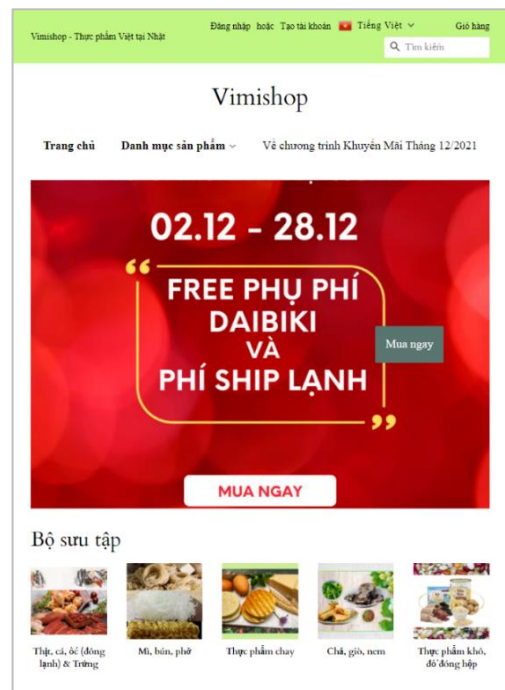 Vimishop - Thực phẩm Việt tại Nhật
Đăng nhập hoặc Tạo tài khoản Tiếng Việt Giỏ hàng
Tìm kiếm
Vimishop
Trang chủ Danh mục sản phẩm Về chương trình Khuyến Mãi Tháng 12/2021
02.12 - 28.12
“
FREE PHỤ PHÍ
DAIBIKI
VÀ
PHÍ SHIP LẠNH
”
Mua ngay
MUA NGAY
Bộ sưu tập
Thịt, cá, ốc (đông
lạnh) & Trứng
Mì, bún, phở
Thực phẩm chay
Chả, giò, nem
Thực phẩm khô,
đồ đóng hộp